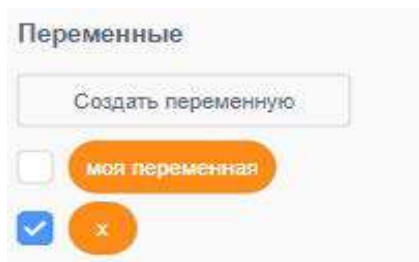 Переменные
Создать переменную
моя переменная
x